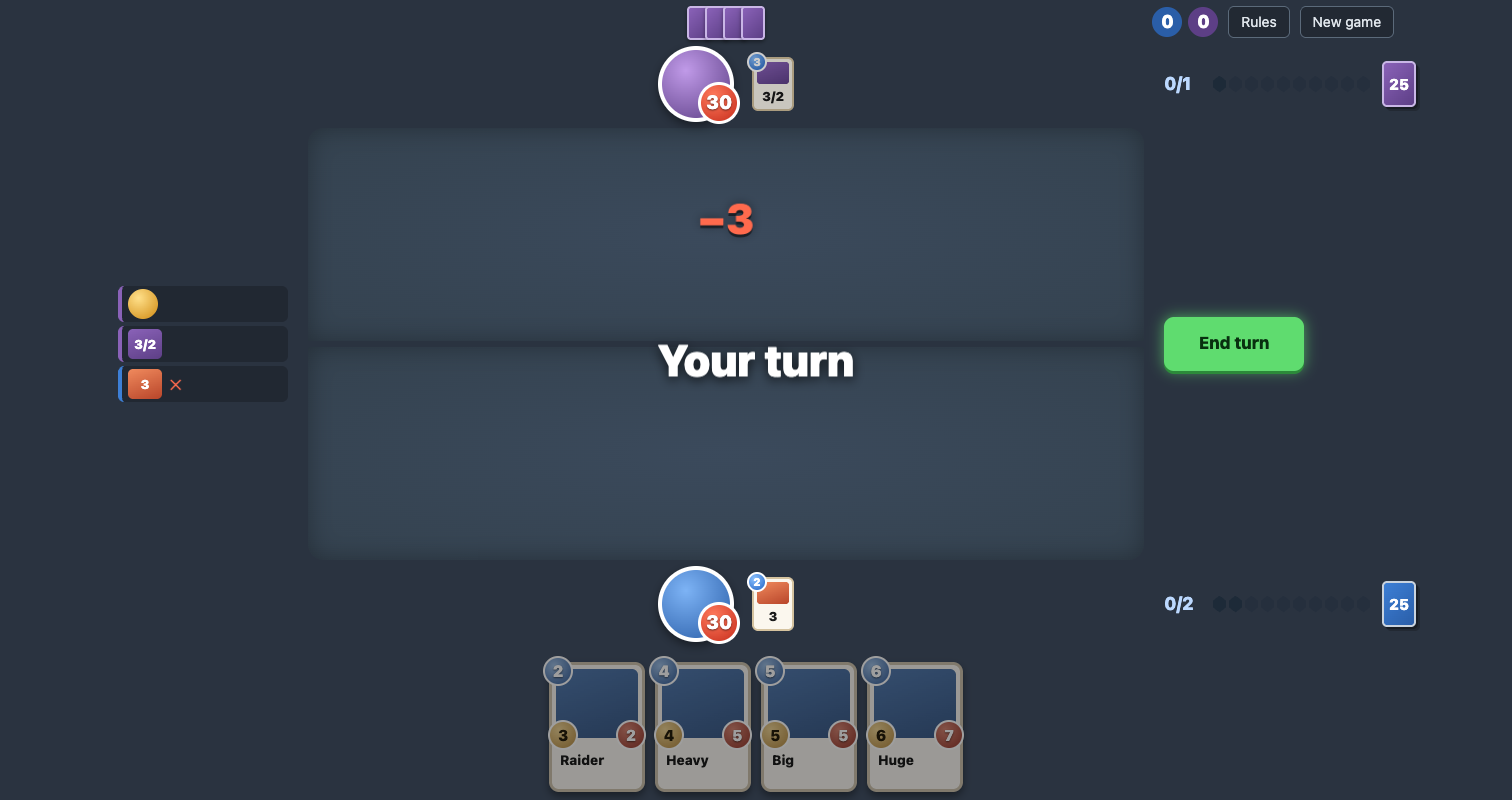 0 0 Rules New game
3
3/2
30
0/1
25
–3
3/2
3 ×
Your turn
End turn
2
3
30
0/2
25
2 3 2 Raider
4 4 5 Heavy
5 5 5 Big
6 6 7 Huge